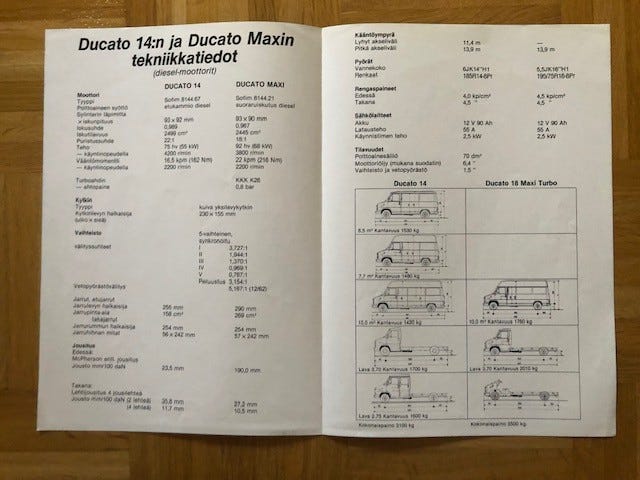 Ducato 14:n ja Ducato Maxin
tekniikkatiedot
(diesel-moottorit)
DUCATO 14 DUCATO MAXI
Moottori
Tyyppi Sofim 8144.67 Sofim 8144.21
Polttoaineen syöttö etukammio diesel suoraruiskutus diesel
Sylinterin läpimitta
x iskunpituus 93 x 92 mm 93 x 90 mm
Iskusuhde 0,989 0,967
Iskutilavuus 2499 cm³ 2445 cm³
Puristussuhde 22:1 18:1
Teho 75 hv (55 kW) 92 hv (68 kW)
— käyntinopeudella 4200 r/min 3800 r/min
Vääntömomentti 16,5 kpm (162 Nm) 22 kpm (216 Nm)
— käyntinopeudella 2200 r/min 2200 r/min
Turboahdin KKK K26
— ahtopaine 0,8 bar
Kytkin
Tyyppi kuiva yksilevykytkin
Kytkinlevyn halkaisija 230 x 155 mm
(ulko x sisä)
Vaihteisto 5-vaihteinen,
synkronoitu
välityssuhteet I 3,727:1
II 1,944:1
III 1,370:1
IV 0,969:1
V 0,767:1
Peruutus 3,154:1
Vetopyörästövälitys 5,167:1 (12/62)
Jarrut, etujarrut
Jarrulevyn halkaisija 256 mm 290 mm
Jarrupinta-ala 158 cm² 269 cm²
takajarrut
Jarrurummun halkaisija 254 mm 254 mm
Jarruhihnan mitat 56 x 242 mm 57 x 242 mm
Jousitus
Edessä:
McPherson erill. jousitus
Jousto mm/100 daN 23,5 mm 190,0 mm
Takana:
Lehtijousitus 4 jouslehteä
Jousto mm/100 daN (2 lehteä) 35,8 mm 27,3 mm
(4 lehteä) 11,7 mm 10,5 mm
Kääntöympyrä
Lyhyt akseliväli 11,4 m —
Pitkä akseliväli 13,9 m 13,9 m
Pyörät
Vannekoko 6JK14"H1 5,5JK16"H1
Renkaat 185R14-6Pr 195/75R16-8Pr
Rengaspaineet
Edessä 4,0 kp/cm² 4,5 kp/cm²
Takana 4,5 " 4,5 "
Sähkölaitteet
Akku 12 V 90 Ah 12 V 90 Ah
Latausteho 55 A 55 A
Käynnistimen teho 2,5 kW 2,5 kW
Tilavuudet
Polttoainesäiliö 70 dm³
Moottoriöljy (mukana suodatin) 6,4 "
Vaihteisto ja vetopyörästö 1,5 "
Ducato 14 Ducato 18 Maxi Turbo
6,5 m³ Kantavuus 1530 kg
7,7 m³ Kantavuus 1490 kg
10,0 m³ Kantavuus 1430 kg 10,0 m³ Kantavuus 1760 kg
Lava 3.70 Kantavuus 1700 kg Lava 3.70 Kantavuus 2010 kg
Lava 2.75 Kantavuus 1600 kg
Kokonaispaino 3100 kg Kokonaispaino 3500 kg.